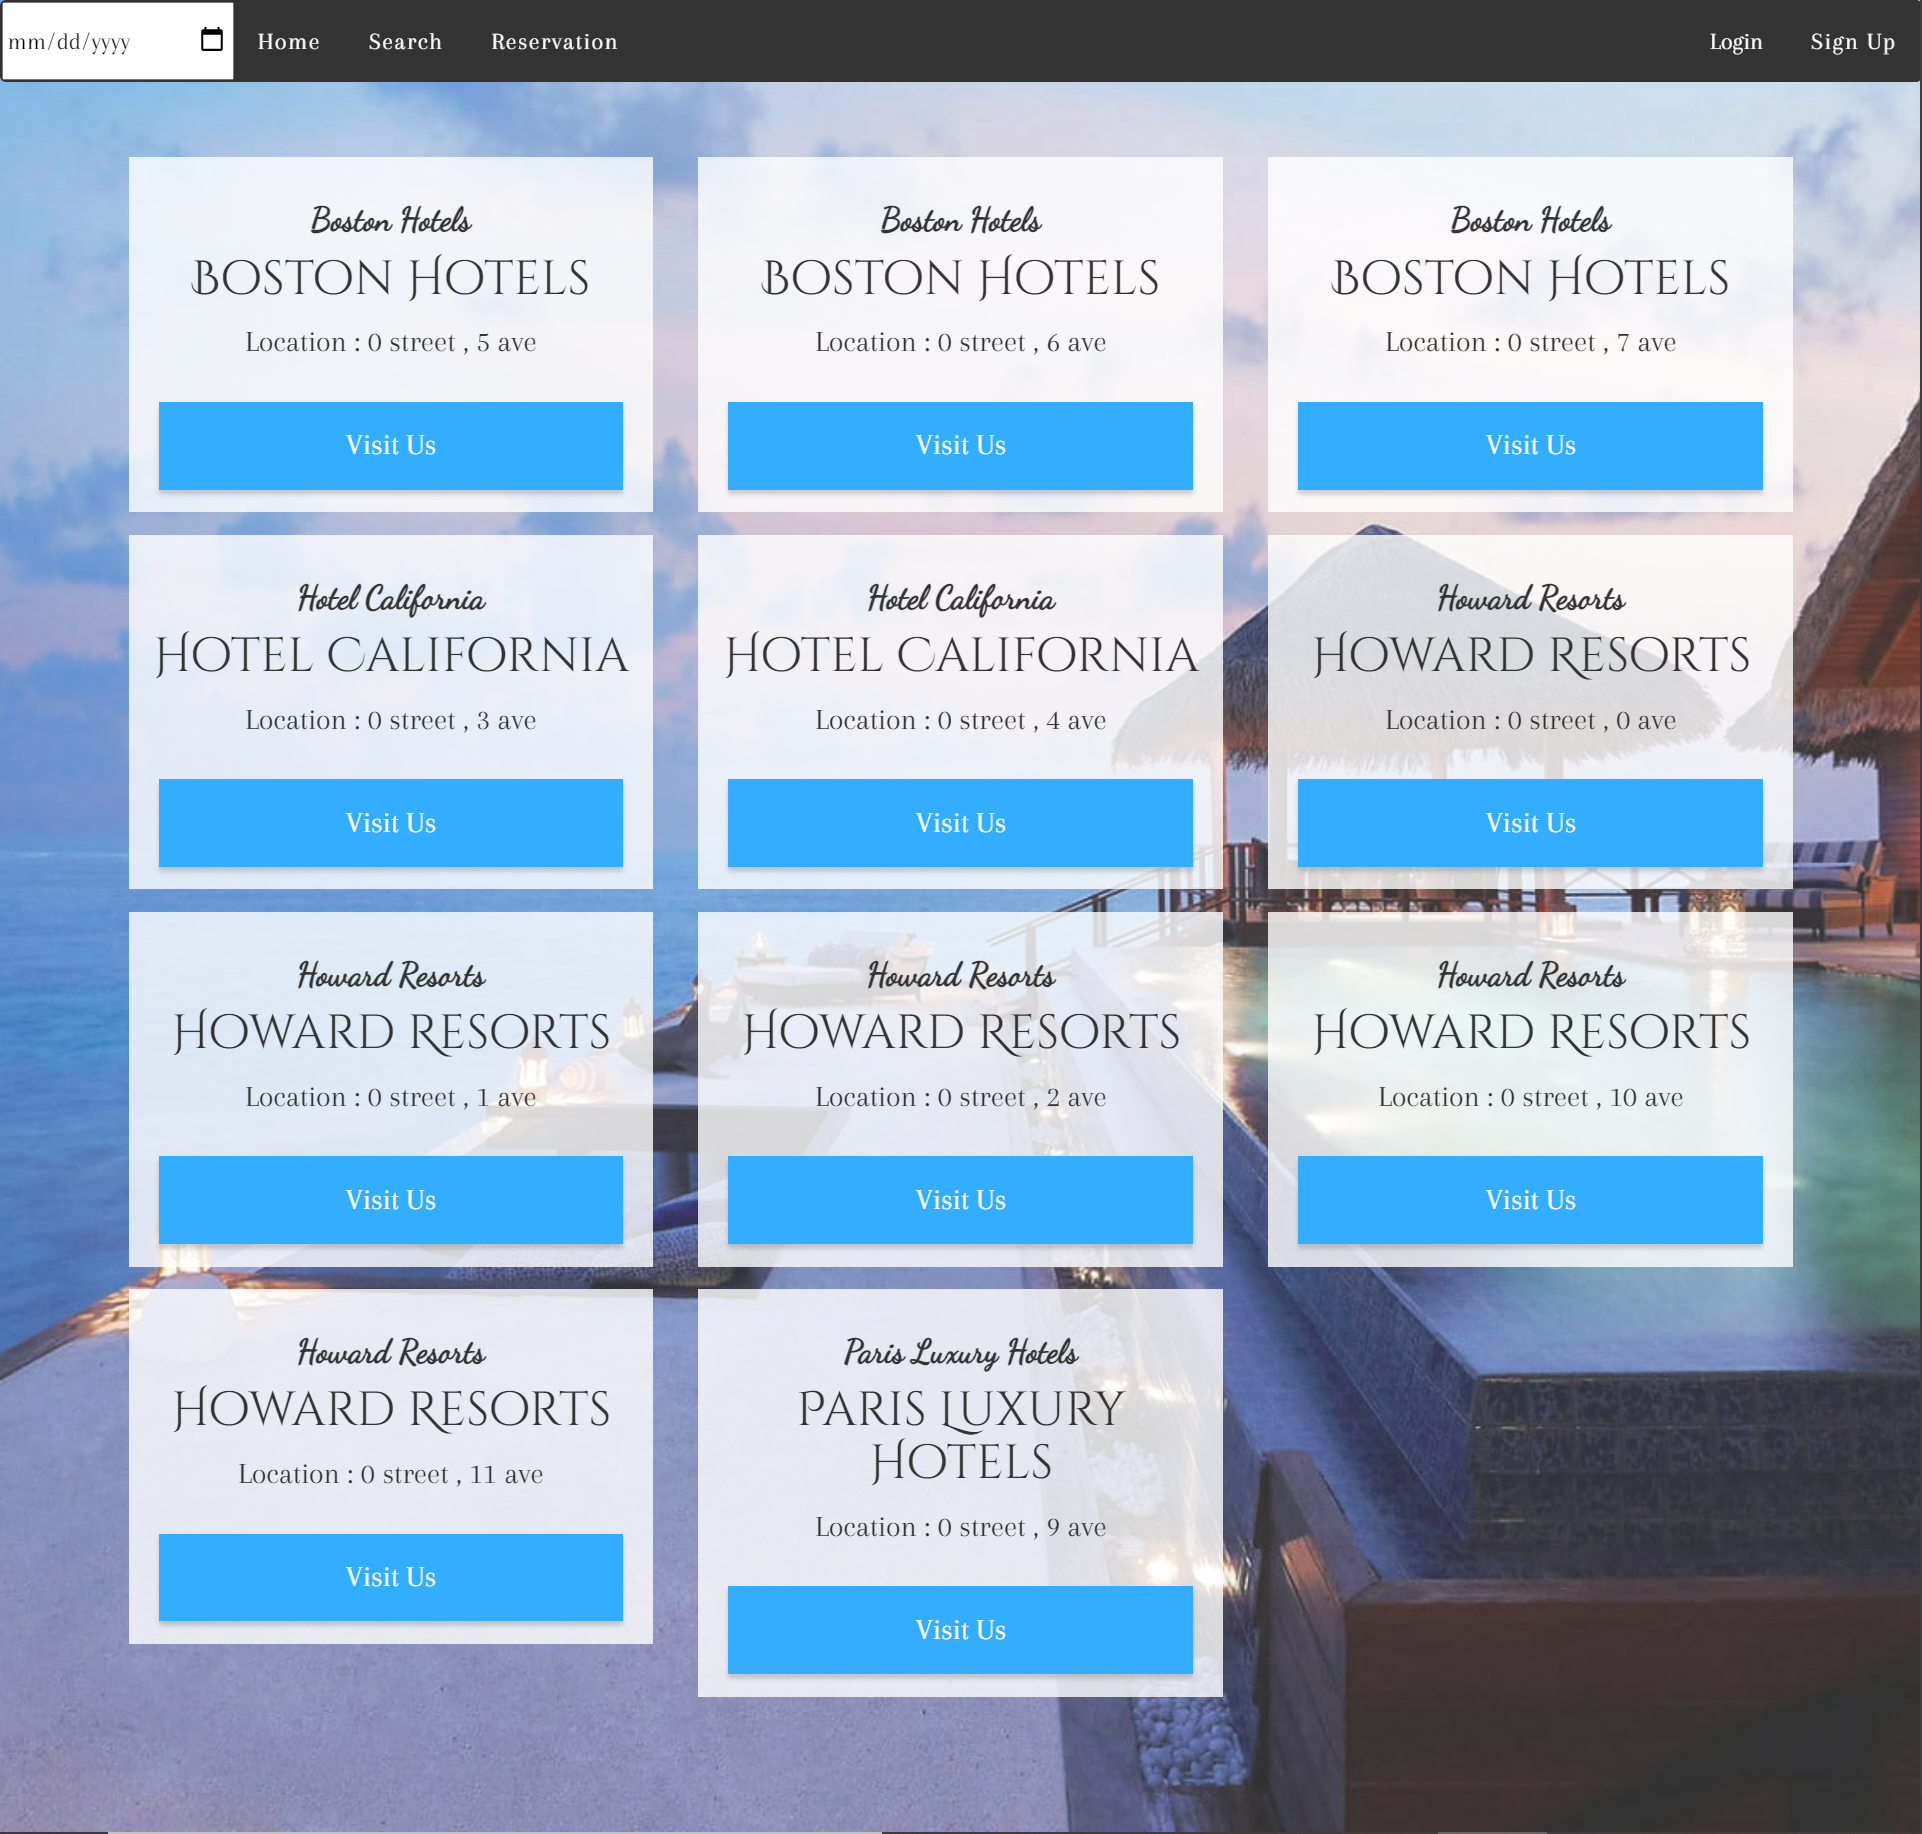 mm/dd/yyyy Home Search Reservation Login Sign Up
Boston Hotels
Boston Hotels
Location : 0 street , 5 ave
Visit Us
Boston Hotels
Boston Hotels
Location : 0 street , 6 ave
Visit Us
Boston Hotels
Boston Hotels
Location : 0 street , 7 ave
Visit Us
Hotel California
Hotel California
Location : 0 street , 3 ave
Visit Us
Hotel California
Hotel California
Location : 0 street , 4 ave
Visit Us
Howard Resorts
Howard Resorts
Location : 0 street , 0 ave
Visit Us
Howard Resorts
Howard Resorts
Location : 0 street , 1 ave
Visit Us
Howard Resorts
Howard Resorts
Location : 0 street , 2 ave
Visit Us
Howard Resorts
Howard Resorts
Location : 0 street , 10 ave
Visit Us
Howard Resorts
Howard Resorts
Location : 0 street , 11 ave
Visit Us
Paris Luxury Hotels
Paris Luxury
Hotels
Location : 0 street , 9 ave
Visit Us